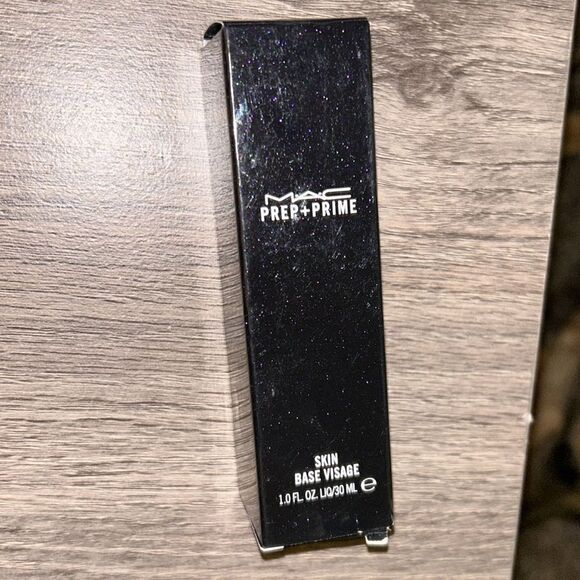 MAC
PREP+PRIME
SKIN
BASE VISAGE
1.0 FL. OZ. LIQ/30 ML ℮